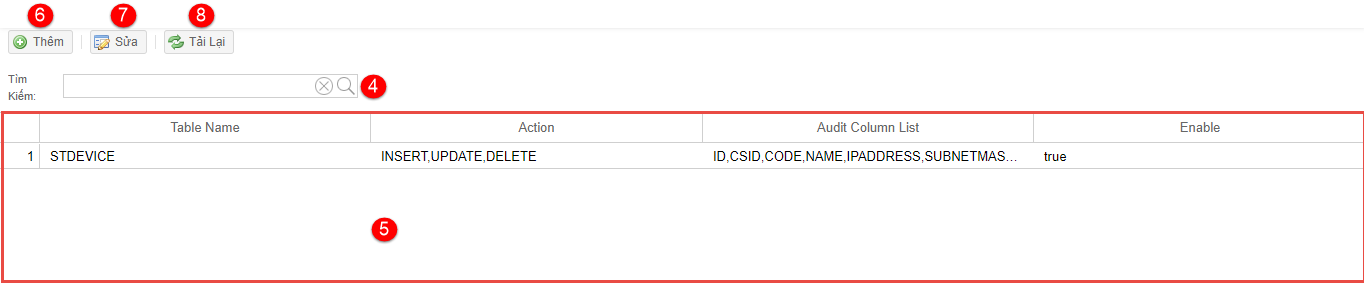 6 7 8
Thêm Sửa Tải Lại
Tìm
Kiếm:
4
Table Name Action Audit Column List Enable
1 STDEVICE INSERT,UPDATE,DELETE ID,CSID,CODE,NAME,IPADDRESS,SUBNETMAS... true
5